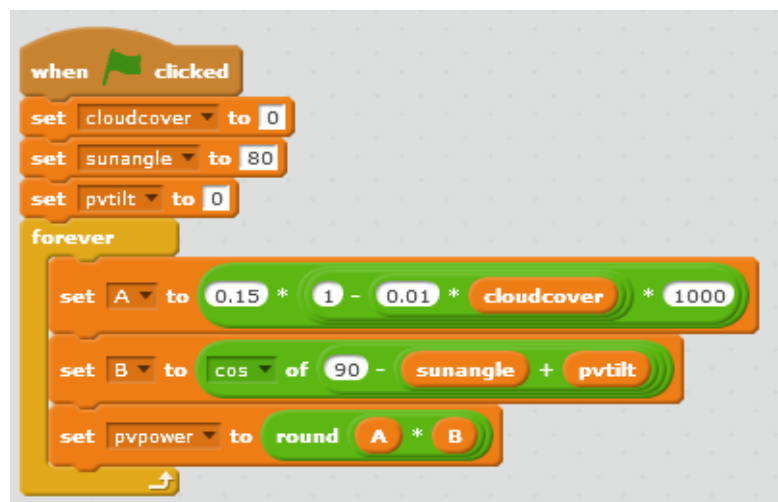 when clicked
set cloudcover to 0
set sunangle to 80
set pvtilt to 0
forever
set A to 0.15 * 1 - 0.01 * cloudcover * 1000
set B to cos of 90 - sunangle + pvtilt
set pvpower to round A * B